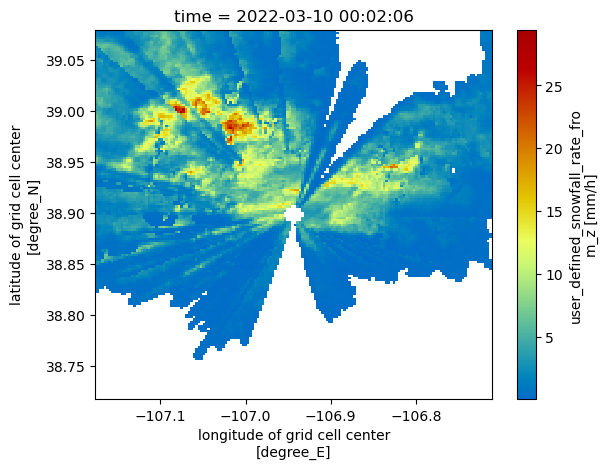 time = 2022-03-10 00:02:06
39.05
39.00
38.95
38.90
38.85
38.80
38.75
latitude of grid cell center
[degree_N]
−107.1
−107.0
−106.9
−106.8
longitude of grid cell center
[degree_E]
25
20
15
10
5
user_defined_snowfall_rate_fro
m_z [mm/h]